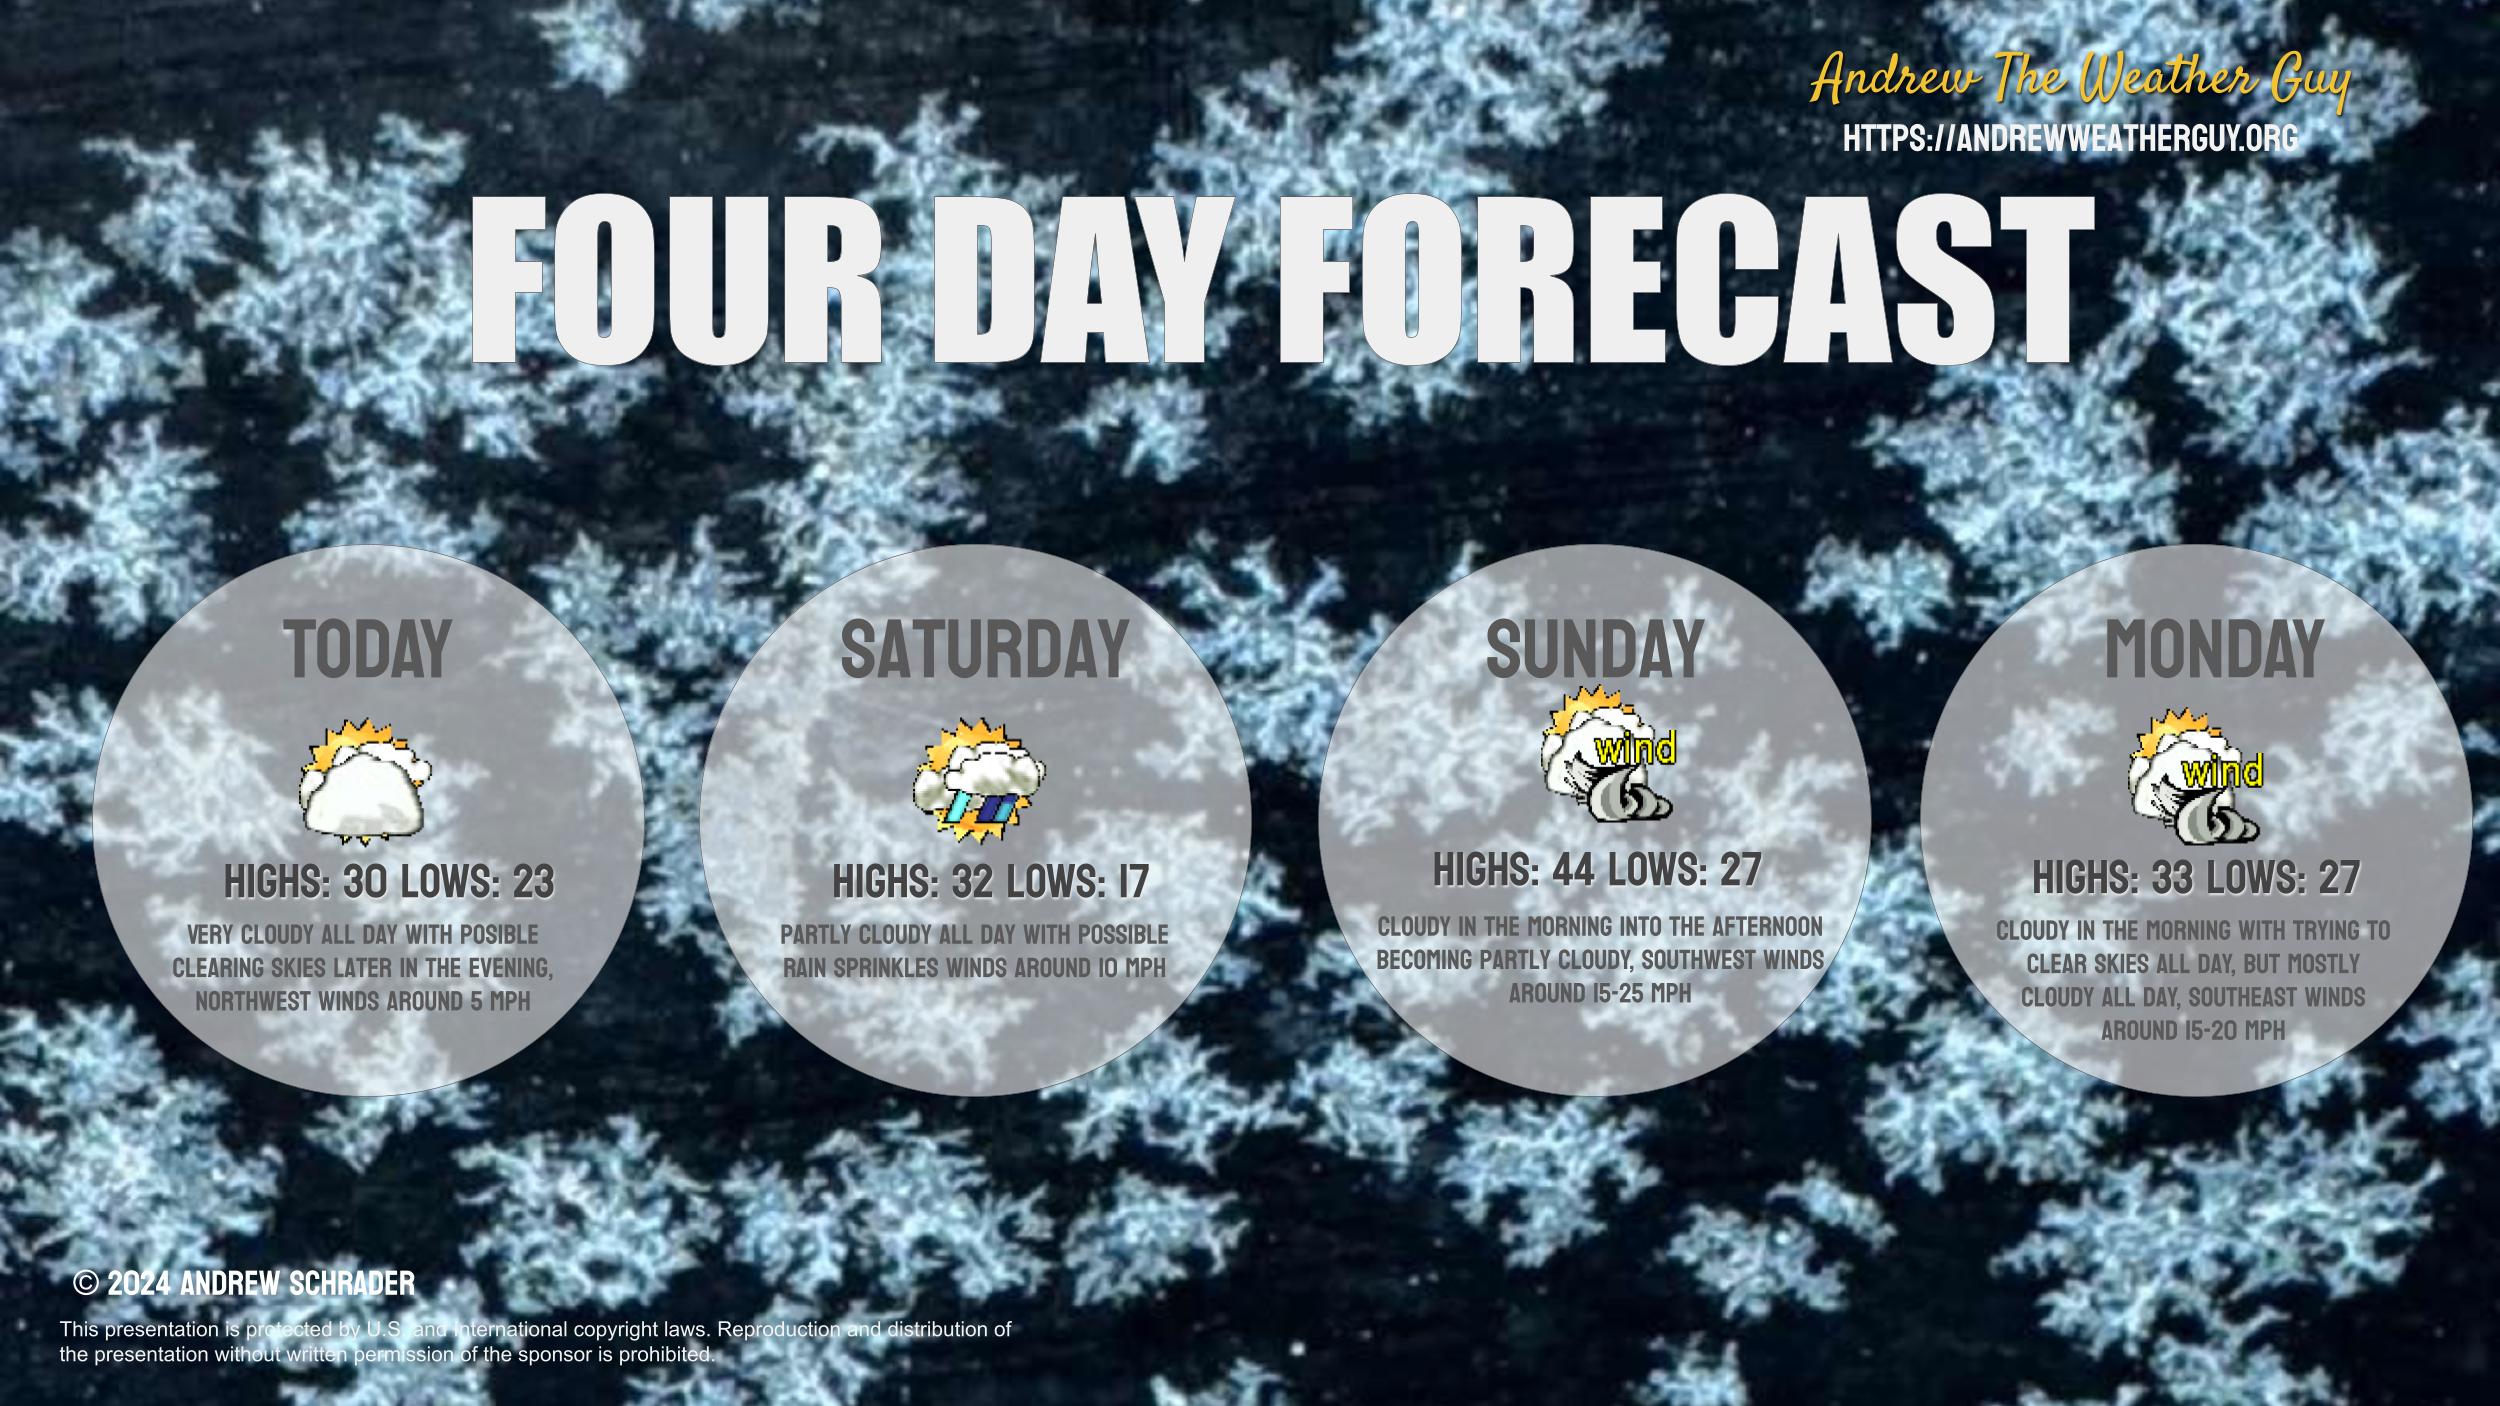 Andrew The Weather Guy
HTTPS://ANDREWWEATHERGUY.ORG
FOUR DAY FORECAST
TODAY
HIGHS: 30 LOWS: 23
VERY CLOUDY ALL DAY WITH POSIBLE
CLEARING SKIES LATER IN THE EVENING,
NORTHWEST WINDS AROUND 5 MPH
SATURDAY
HIGHS: 32 LOWS: 17
PARTLY CLOUDY ALL DAY WITH POSSIBLE
RAIN SPRINKLES WINDS AROUND 10 MPH
SUNDAY
wind
HIGHS: 44 LOWS: 27
CLOUDY IN THE MORNING INTO THE AFTERNOON
BECOMING PARTLY CLOUDY, SOUTHWEST WINDS
AROUND 15-25 MPH
MONDAY
wind
HIGHS: 33 LOWS: 27
CLOUDY IN THE MORNING WITH TRYING TO
CLEAR SKIES ALL DAY, BUT MOSTLY
CLOUDY ALL DAY, SOUTHEAST WINDS
AROUND 15-20 MPH
© 2024 ANDREW SCHRADER
This presentation is protected by U.S. and International copyright laws. Reproduction and distribution of
the presentation without written permission of the sponsor is prohibited.